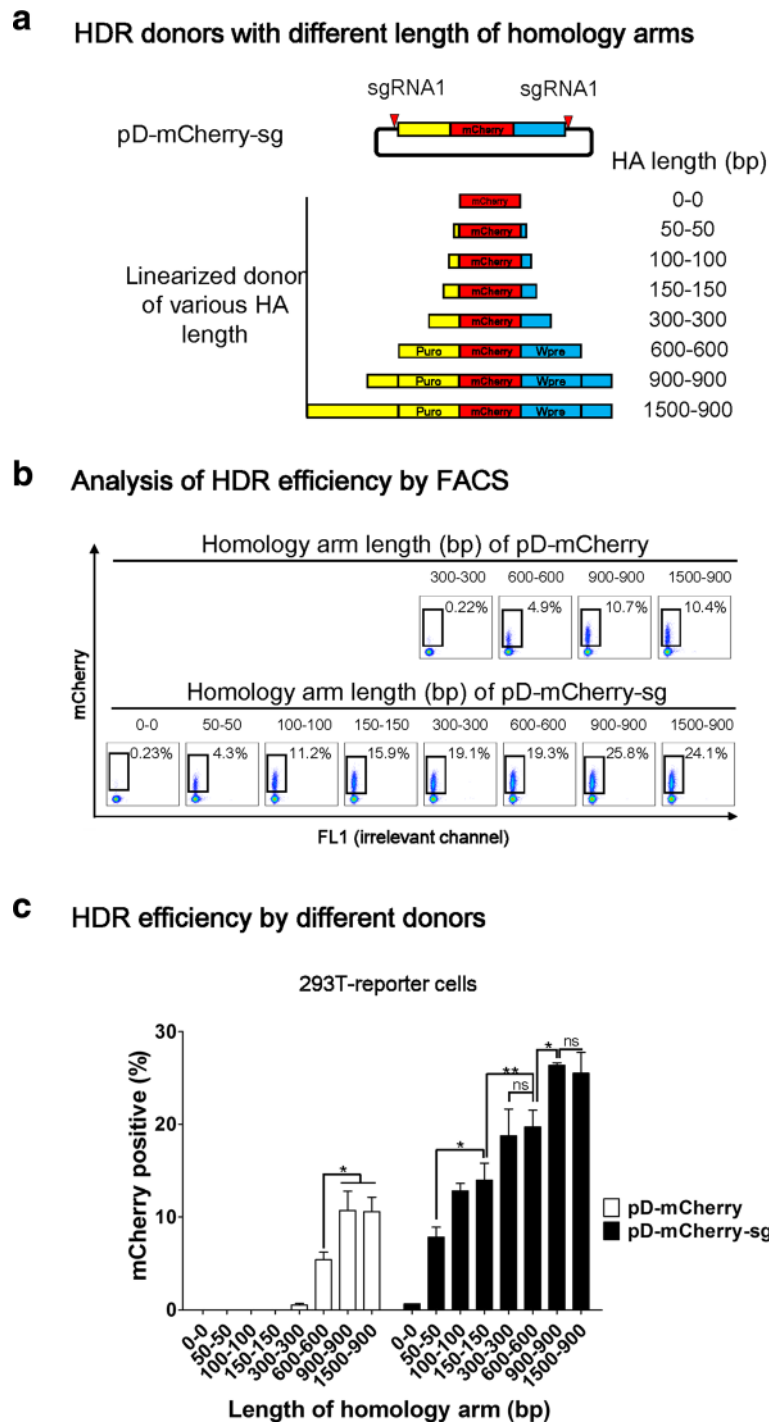 a HDR donors with different length of homology arms
sgRNA1 sgRNA1
pD-mCherry-sg
mCherry
HA length (bp)
Linearized donor
of various HA
length
mCherry 0-0
mCherry 50-50
mCherry 100-100
mCherry 150-150
mCherry 300-300
Puro mCherry Wpre 600-600
Puro mCherry Wpre 900-900
Puro mCherry Wpre 1500-900
b Analysis of HDR efficiency by FACS
Homology arm length (bp) of pD-mCherry
300-300 600-600 900-900 1500-900
0.22% 4.9% 10.7% 10.4%
mCherry
Homology arm length (bp) of pD-mCherry-sg
0-0 50-50 100-100 150-150 300-300 600-600 900-900 1500-900
0.23% 4.3% 11.2% 15.9% 19.1% 19.3% 25.8% 24.1%
FL1 (irrelevant channel)
c HDR efficiency by different donors
293T-reporter cells
mCherry positive (%)
30
20
10
0
* * ** ns * ns
pD-mCherry
pD-mCherry-sg
0-0 50-50 100-100 150-150 300-300 600-600 900-900 1500-900 0-0 50-50 100-100 150-150 300-300 600-600 900-900 1500-900
Length of homology arm (bp)